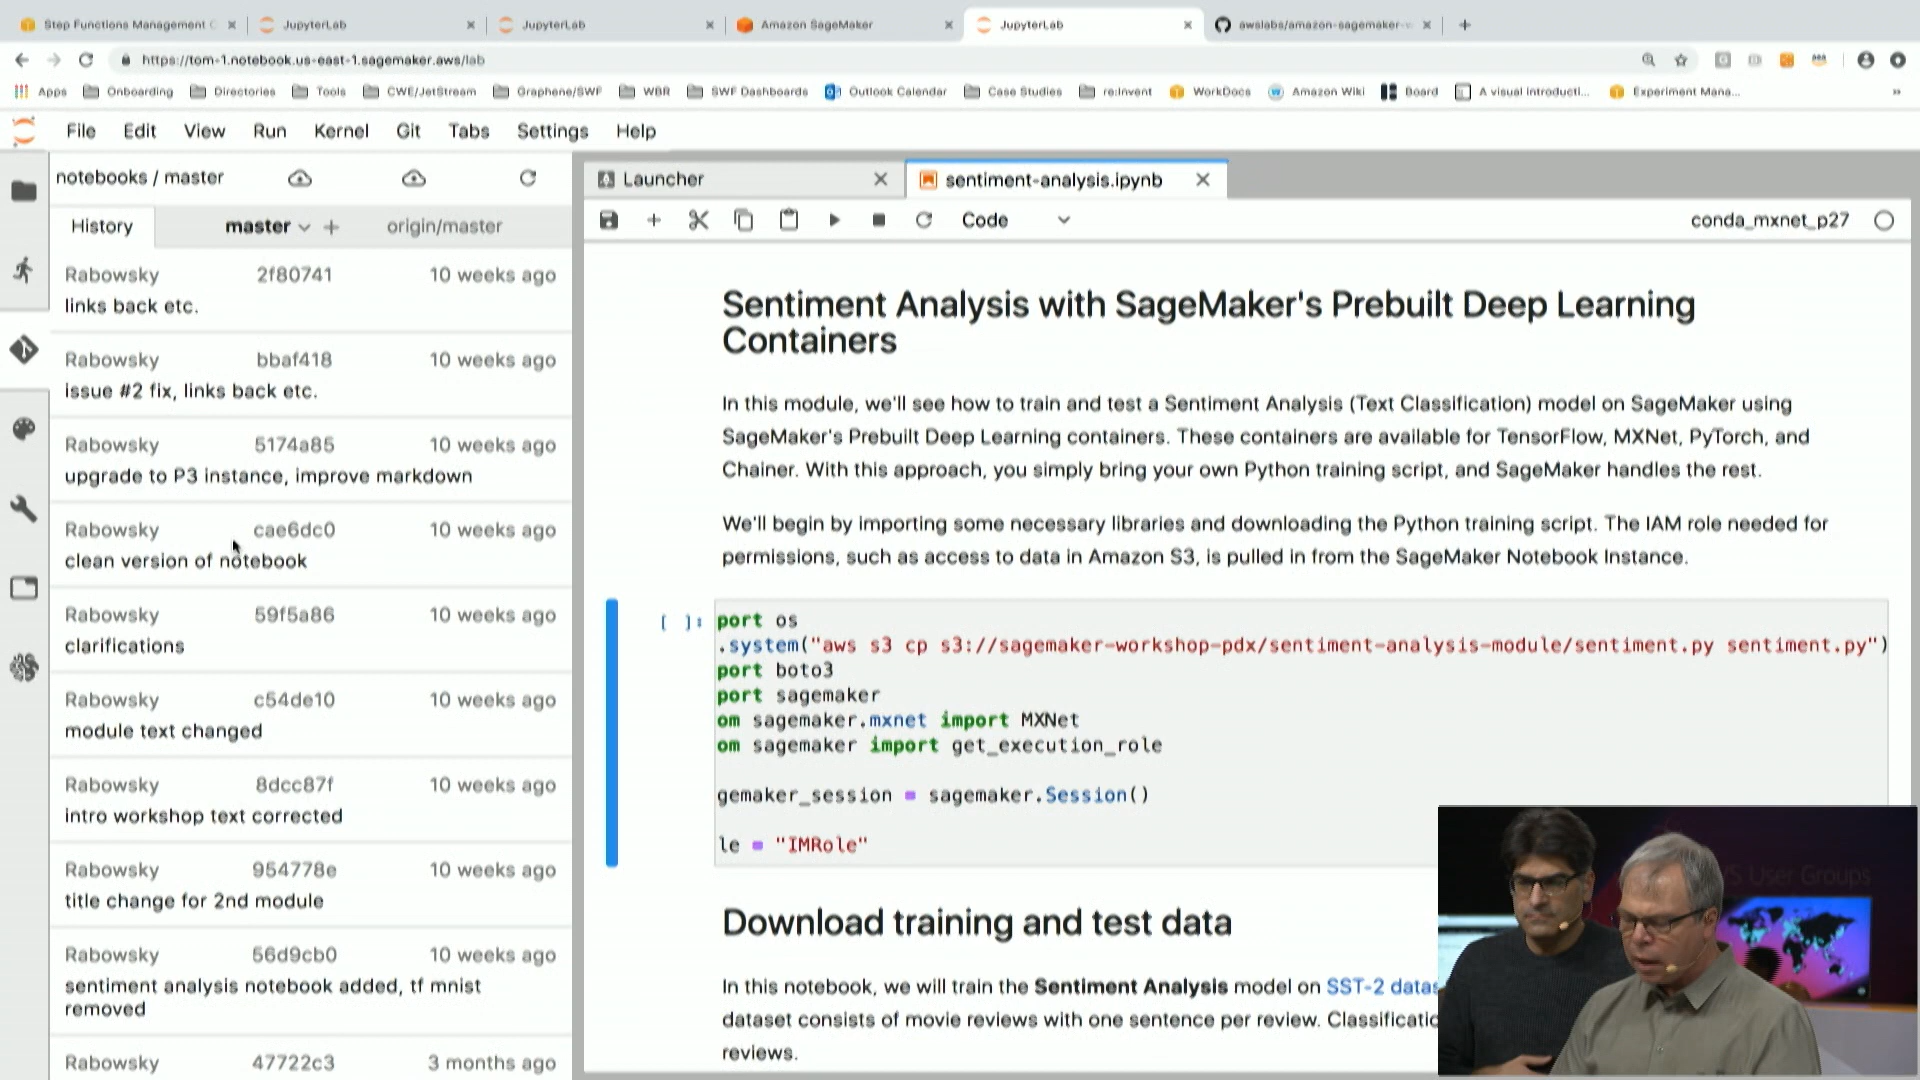 Step Functions Management C
JupyterLab
JupyterLab
Amazon SageMaker
JupyterLab
awslabs/amazon-sagemaker-w
https://tom-1.notebook.us-east-1.sagemaker.aws/lab
Apps Onboarding Directories Tools CWE/JetStream Graphene/SWF WBR SWF Dashboards Outlook Calendar Case Studies re:Invent WorkDocs Amazon Wiki Board A visual introducti... Experiment Mana... »
File Edit View Run Kernel Git Tabs Settings Help
notebooks / master
History master + origin/master
Rabowsky 2f80741 10 weeks ago
links back etc.
Rabowsky bbaf418 10 weeks ago
issue #2 fix, links back etc.
Rabowsky 5174a85 10 weeks ago
upgrade to P3 instance, improve markdown
Rabowsky cae6dc0 10 weeks ago
clean version of notebook
Rabowsky 59f5a86 10 weeks ago
clarifications
Rabowsky c54de10 10 weeks ago
module text changed
Rabowsky 8dcc87f 10 weeks ago
intro workshop text corrected
Rabowsky 954778e 10 weeks ago
title change for 2nd module
Rabowsky 56d9cb0 10 weeks ago
sentiment analysis notebook added, tf mnist
removed
Rabowsky 47722c3 3 months ago
Launcher
sentiment-analysis.ipynb
Code
conda_mxnet_p27
Sentiment Analysis with SageMaker's Prebuilt Deep Learning
Containers
In this module, we'll see how to train and test a Sentiment Analysis (Text Classification) model on SageMaker using
SageMaker's Prebuilt Deep Learning containers. These containers are available for TensorFlow, MXNet, PyTorch, and
Chainer. With this approach, you simply bring your own Python training script, and SageMaker handles the rest.
We'll begin by importing some necessary libraries and downloading the Python training script. The IAM role needed for
permissions, such as access to data in Amazon S3, is pulled in from the SageMaker Notebook Instance.
[ ]: port os
.system("aws s3 cp s3://sagemaker-workshop-pdx/sentiment-analysis-module/sentiment.py sentiment.py")
port boto3
port sagemaker
om sagemaker.mxnet import MXNet
om sagemaker import get_execution_role
gemaker_session = sagemaker.Session()
le = "IMRole"
Download training and test data
In this notebook, we will train the Sentiment Analysis model on SST-2 datas
dataset consists of movie reviews with one sentence per review. Classificatio
reviews.
S User Groups